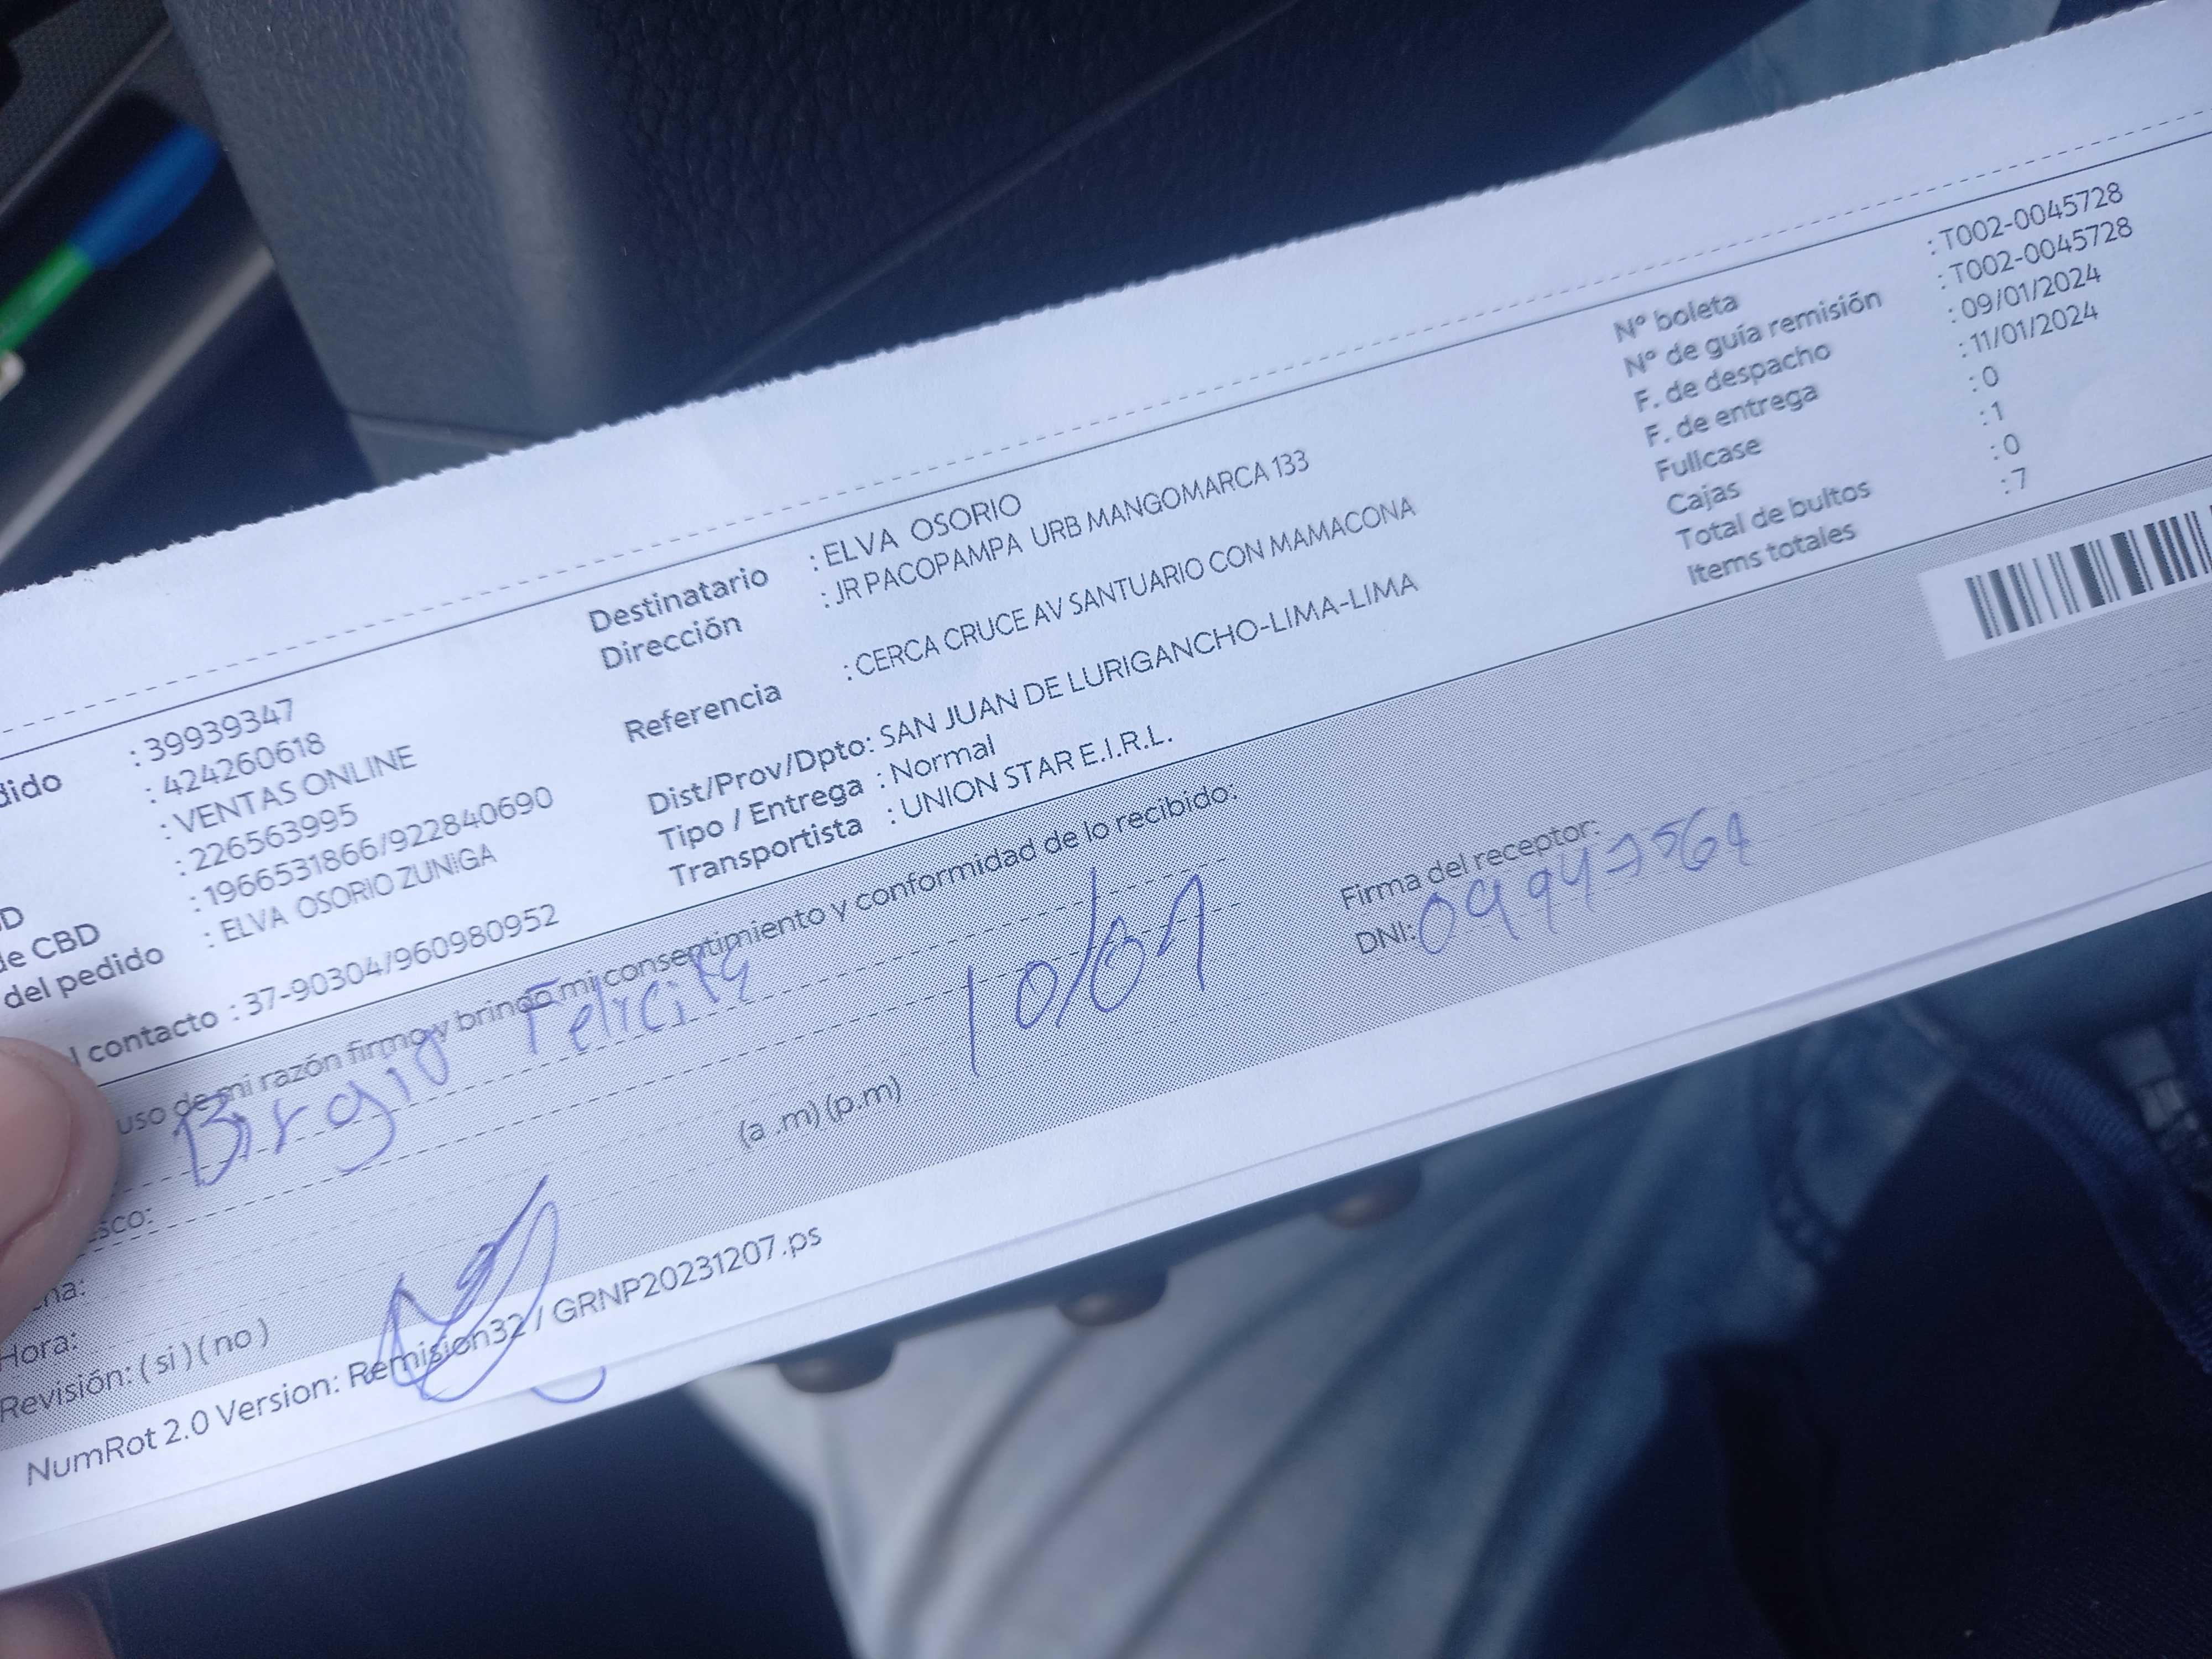 dido : 39939347
: 424260618
: VENTAS ONLINE
D : 226563995
de CBD : 1966531866/922840690
del pedido : ELVA OSORIO ZUNIGA
l contacto : 37-90304/960980952
Destinatario : ELVA OSORIO
Dirección : JR PACOPAMPA URB MANGOMARCA 133
Referencia : CERCA CRUCE AV SANTUARIO CON MAMACONA
Dist/Prov/Dpto: SAN JUAN DE LURIGANCHO-LIMA-LIMA
Tipo / Entrega : Normal
Transportista : UNION STAR E.I.R.L.
N° boleta : T002-0045728
N° de guía remisión : T002-0045728
F. de despacho : 09/01/2024
F. de entrega : 11/01/2024
Fullcase : 0
Cajas : 1
Total de bultos : 0
Items totales : 7
uso de mi razón firmo y brindo mi consentimiento y conformidad de lo recibido:
Felicita
sco:
10/01
Firma del receptor:
DNI: 09947564
ha:
Hora:
(a .m) (p.m)
Revisión: ( si ) ( no )
NumRot 2.0 Version: Remision32 / GRNP20231207.ps